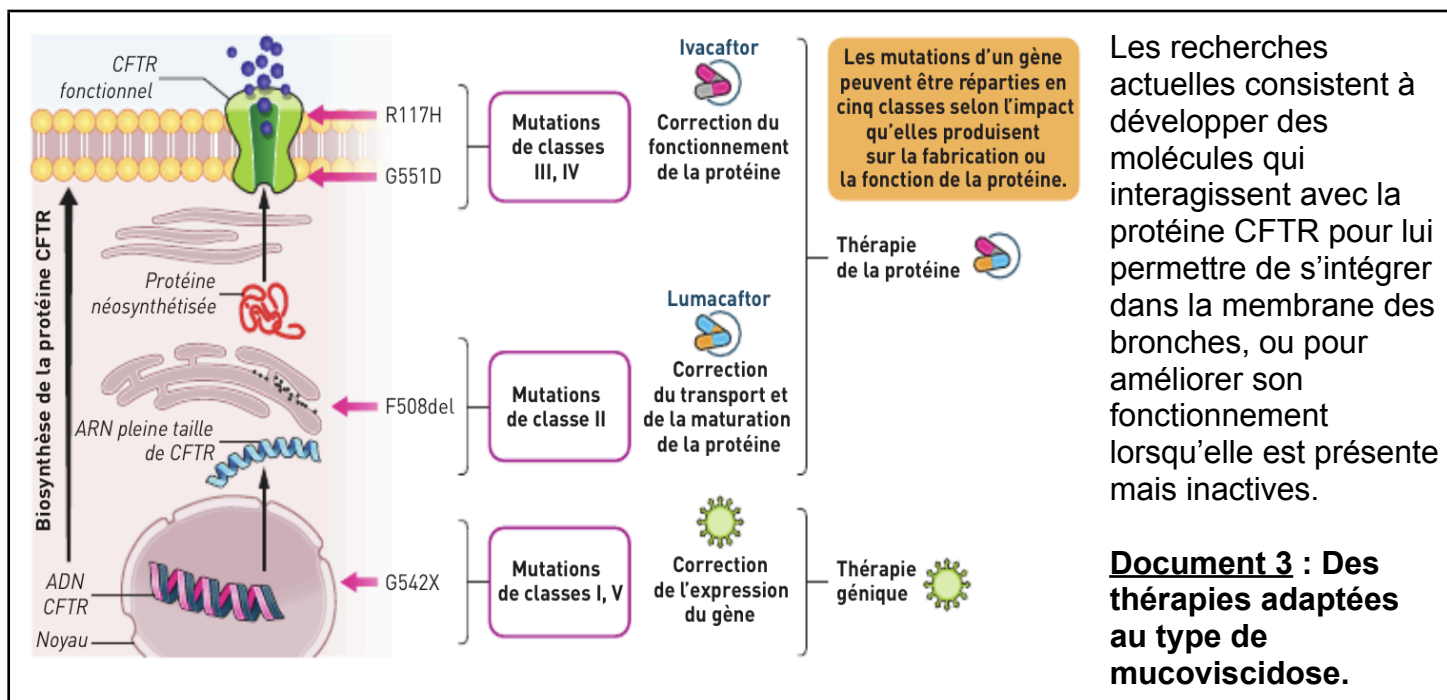 CFTR
fonctionnel
Biosynthèse de la protéine CFTR
Protéine
néosynthétisée
ARN pleine taille
de CFTR
ADN
CFTR
Noyau
R117H
G551D
F508del
G542X
Mutations
de classes
III, IV
Mutations
de classe II
Mutations
de classes I, V
Ivacaftor
Correction du
fonctionnement
de la protéine
Lumacaftor
Correction
du transport et
de la maturation
de la protéine
Correction
de l'expression
du gène
Les mutations d'un gène
peuvent être réparties en
cinq classes selon l'impact
qu'elles produisent
sur la fabrication ou
la fonction de la protéine.
Thérapie
de la protéine
Thérapie
génique
Les recherches
actuelles consistent à
développer des
molécules qui
interagissent avec la
protéine CFTR pour lui
permettre de s'intégrer
dans la membrane des
bronches, ou pour
améliorer son
fonctionnement
lorsqu'elle est présente
mais inactives.
Document 3 : Des
thérapies adaptées
au type de
mucoviscidose.